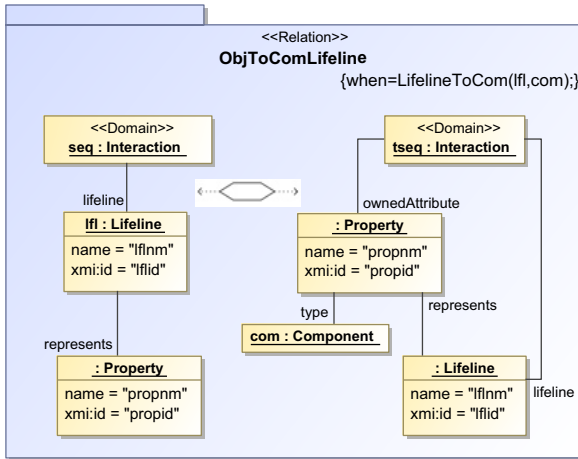 <<Relation>>
ObjToComLifeline
{when=LifelineToCom(lfl,com);}
<<Domain>>
seq : Interaction
<<Domain>>
tseq : Interaction
lifeline
ownedAttribute
lfl : Lifeline
name = "lflnm"
xmi:id = "lflid"
: Property
name = "propnm"
xmi:id = "propid"
type
represents
com : Component
represents
: Property
name = "propnm"
xmi:id = "propid"
: Lifeline
name = "lflnm"
xmi:id = "lflid"
lifeline